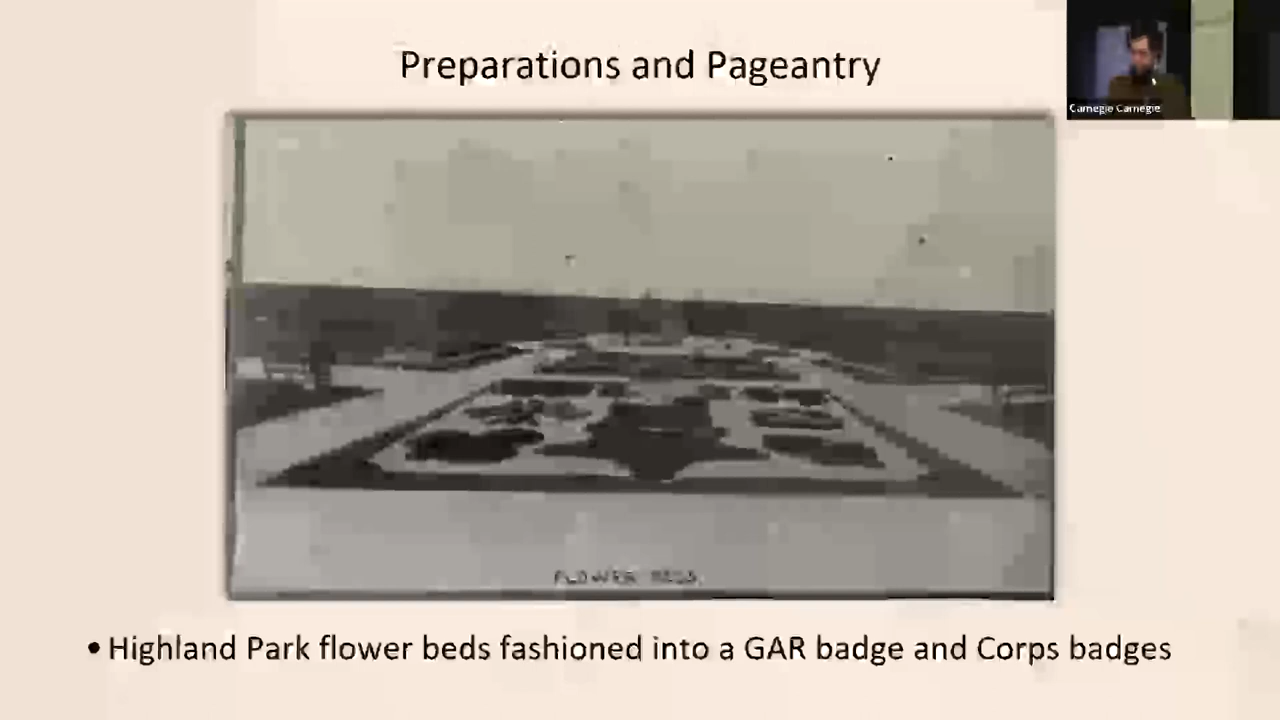 Preparations and Pageantry
Carnegie Carnegie
FLOWER BEDS.
• Highland Park flower beds fashioned into a GAR badge and Corps badges